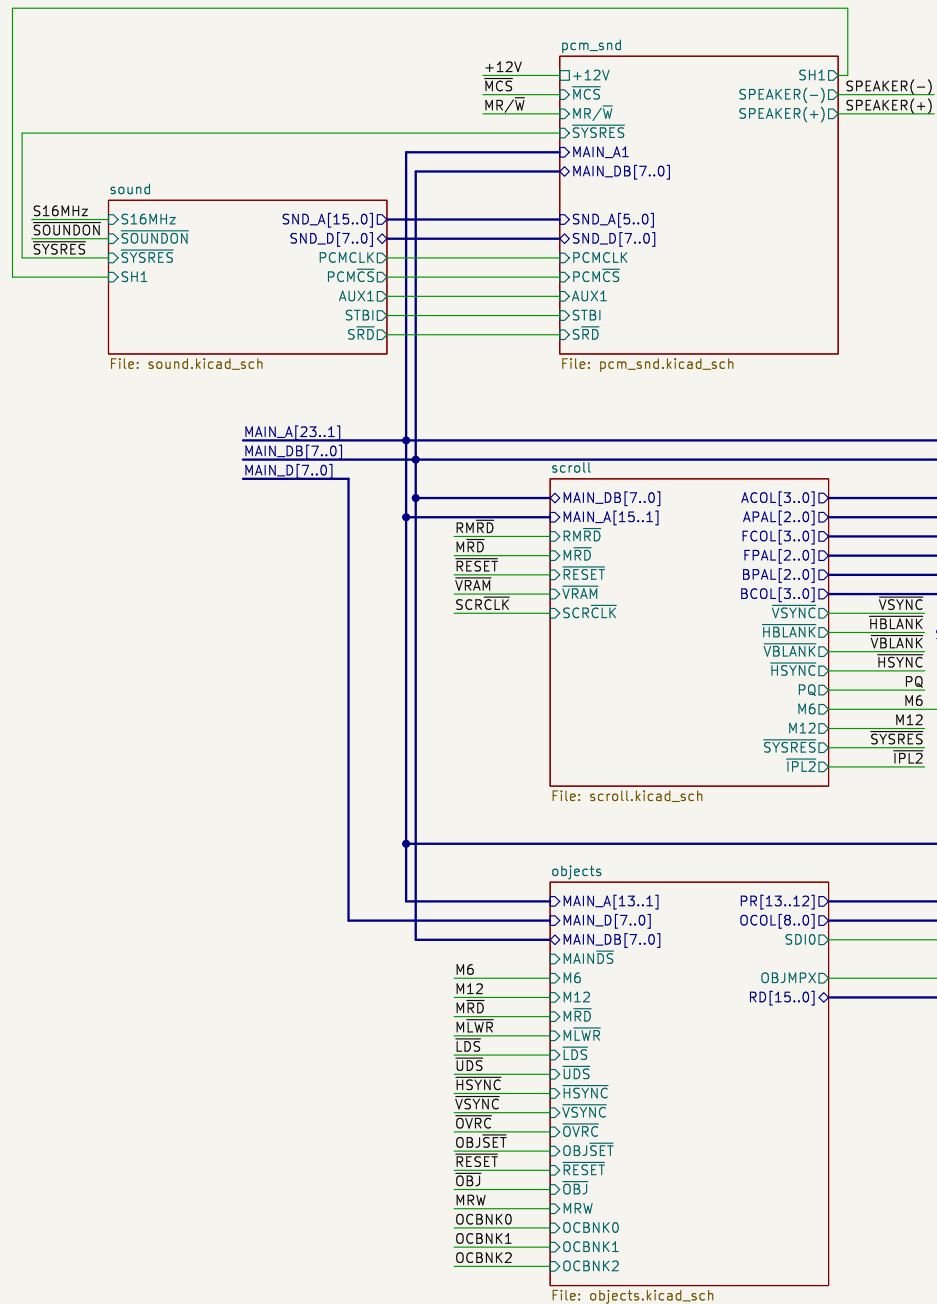 pcm_snd
+12V +12V SH1
MCS MCS SPEAKER(-) SPEAKER(-)
MR/W MR/W SPEAKER(+) SPEAKER(+)
SYSRES
MAIN_A1
MAIN_DB[7..0]
sound
S16MHz S16MHz SND_A[15..0] SND_A[5..0]
SOUNDON SOUNDON SND_D[7..0] SND_D[7..0]
SYSRES SYSRES PCMCLK PCMCLK
SH1 PCMCS PCMCS
AUX1 AUX1
STBI STBI
SRD SRD
File: sound.kicad_sch File: pcm_snd.kicad_sch
MAIN_A[23..1]
MAIN_DB[7..0]
MAIN_D[7..0]
scroll
MAIN_DB[7..0] ACOL[3..0]
MAIN_A[15..1] APAL[2..0]
RMRD RMRD FCOL[3..0]
MRD MRD FPAL[2..0]
RESET RESET BPAL[2..0]
VRAM VRAM BCOL[3..0]
SCRCLK SCRCLK VSYNC VSYNC
HBLANK HBLANK
VBLANK VBLANK
HSYNC HSYNC
PQ PQ
M6 M6
M12 M12
SYSRES SYSRES
IPL2 IPL2
File: scroll.kicad_sch
objects
MAIN_A[13..1] PR[13..12]
MAIN_D[7..0] OCOL[8..0]
MAIN_DB[7..0] SDI0
MAINDS
M6 M6 OBJMPX
M12 M12 RD[15..0]
MRD MRD
MLWR MLWR
LDS LDS
UDS UDS
HSYNC HSYNC
VSYNC VSYNC
OVRC OVRC
OBJSET OBJSET
RESET RESET
OBJ OBJ
MRW MRW
OCBNK0 OCBNK0
OCBNK1 OCBNK1
OCBNK2 OCBNK2
File: objects.kicad_sch